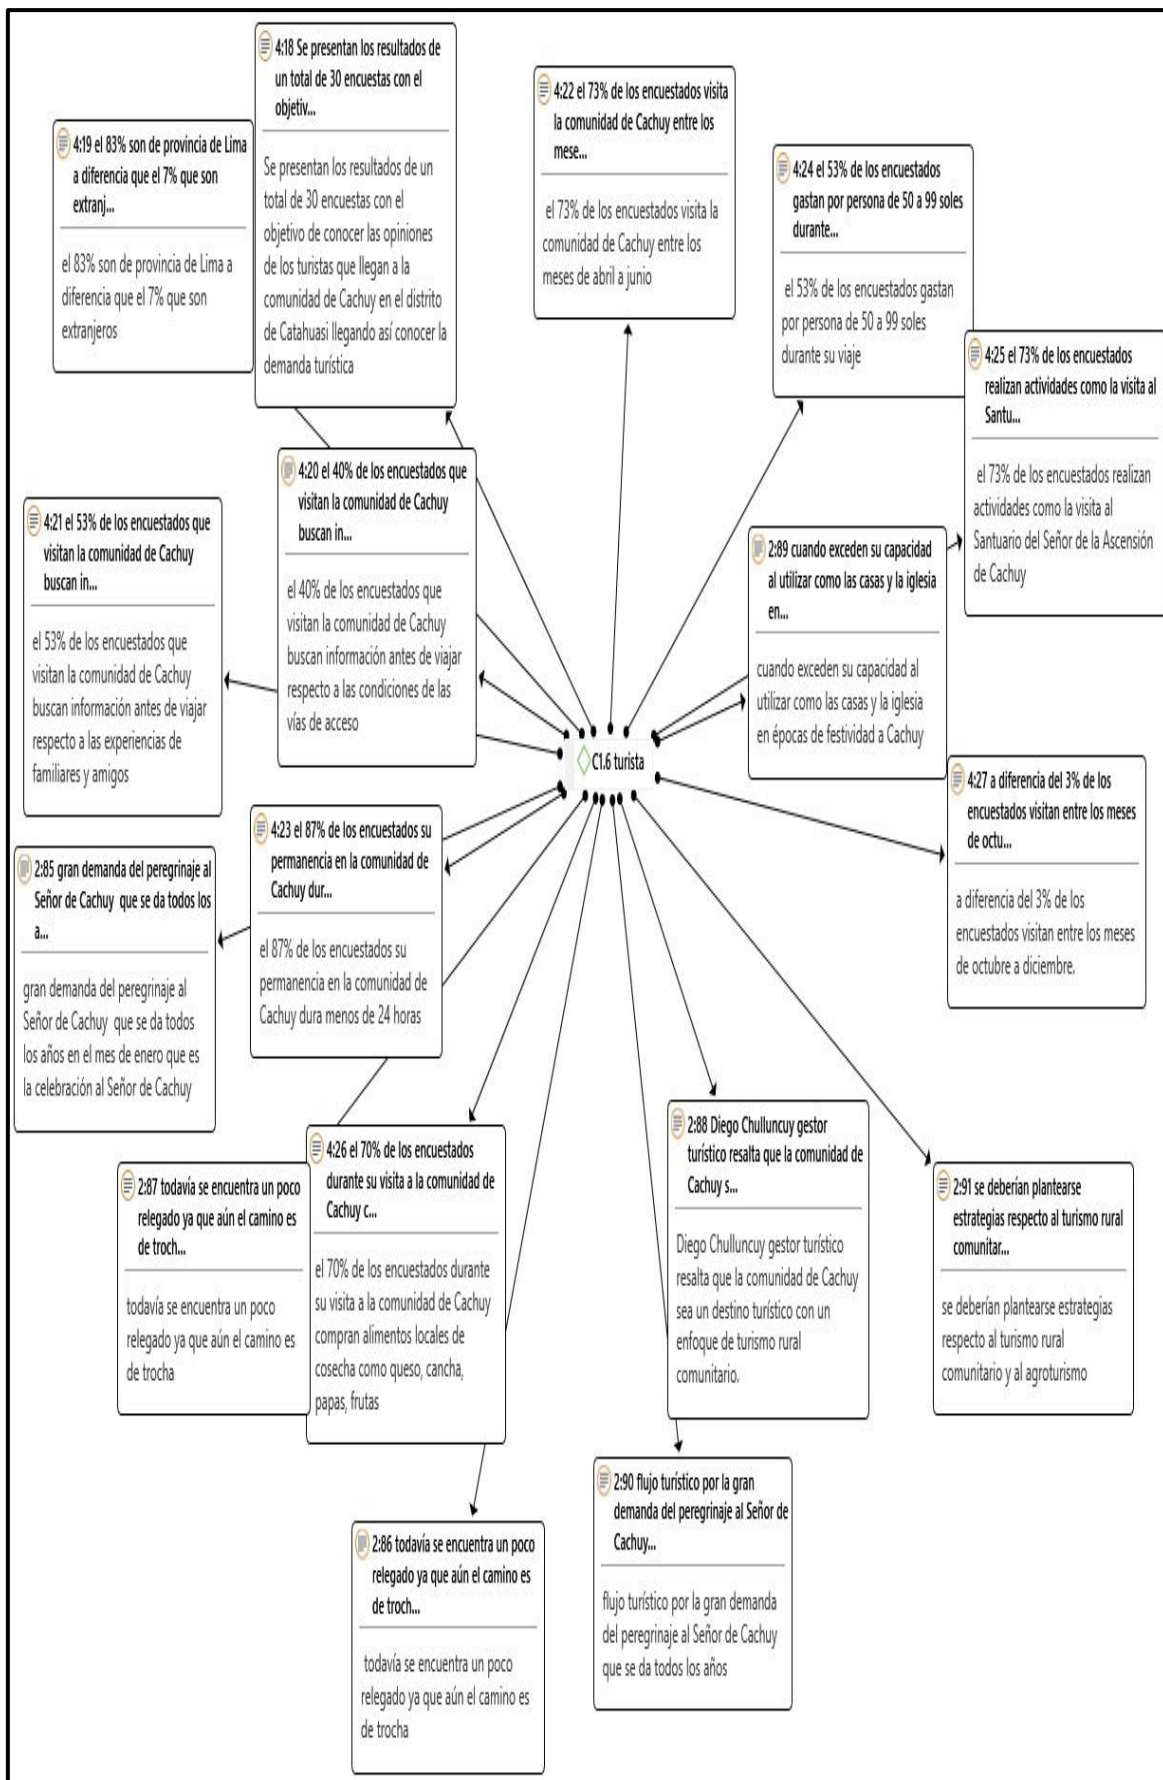 4:18 Se presentan los resultados de
un total de 30 encuestas con el
objetiv...
Se presentan los resultados de un
total de 30 encuestas con el
objetivo de conocer las opiniones
de los turistas que llegan a la
comunidad de Cachuy en el distrito
de Catahuasi llegando así conocer la
demanda turística
4:22 el 73% de los encuestados visita
la comunidad de Cachuy entre los
mese...
el 73% de los encuestados visita la
comunidad de Cachuy entre los
meses de abril a junio
4:19 el 83% son de provincia de Lima
a diferencia que el 7% que son
extranj...
el 83% son de provincia de Lima a
diferencia que el 7% que son
extranjeros
4:24 el 53% de los encuestados
gastan por persona de 50 a 99 soles
durante...
el 53% de los encuestados gastan
por persona de 50 a 99 soles
durante su viaje
4:25 el 73% de los encuestados
realizan actividades como la visita al
Santu...
el 73% de los encuestados realizan
actividades como la visita al
Santuario del Señor de la Ascensión
de Cachuy
4:20 el 40% de los encuestados que
visitan la comunidad de Cachuy
buscan in...
el 40% de los encuestados que
visitan la comunidad de Cachuy
buscan información antes de viajar
respecto a las condiciones de las
vías de acceso
4:21 el 53% de los encuestados que
visitan la comunidad de Cachuy
buscan in...
el 53% de los encuestados que
visitan la comunidad de Cachuy
buscan información antes de viajar
respecto a las experiencias de
familiares y amigos
2:89 cuando exceden su capacidad
al utilizar como las casas y la iglesia
en...
cuando exceden su capacidad al
utilizar como las casas y la iglesia
en épocas de festividad a Cachuy
C1.6 turista
4:27 a diferencia del 3% de los
encuestados visitan entre los meses
de octu...
a diferencia del 3% de los
encuestados visitan entre los meses
de octubre a diciembre.
4:23 el 87% de los encuestados su
permanencia en la comunidad de
Cachuy dur...
el 87% de los encuestados su
permanencia en la comunidad de
Cachuy dura menos de 24 horas
2:85 gran demanda del peregrinaje al
Señor de Cachuy que se da todos los
a...
gran demanda del peregrinaje al
Señor de Cachuy que se da todos
los años en el mes de enero que es
la celebración al Señor de Cachuy
2:88 Diego Chulluncuy gestor
turístico resalta que la comunidad de
Cachuy s...
Diego Chulluncuy gestor turístico
resalta que la comunidad de Cachuy
sea un destino turístico con un
enfoque de turismo rural
comunitario.
4:26 el 70% de los encuestados
durante su visita a la comunidad de
Cachuy c...
el 70% de los encuestados durante
su visita a la comunidad de Cachuy
compran alimentos locales de
cosecha como queso, cancha,
papas, frutas
2:87 todavía se encuentra un poco
relegado ya que aún el camino es
de troch...
todavía se encuentra un poco
relegado ya que aún el camino es
de trocha
2:91 se deberían plantearse
estrategias respecto al turismo rural
comunitar...
se deberían plantearse estrategias
respecto al turismo rural
comunitario y al agroturismo
2:90 flujo turístico por la gran
demanda del peregrinaje al Señor de
Cachuy...
flujo turístico por la gran demanda
del peregrinaje al Señor de Cachuy
que se da todos los años
2:86 todavía se encuentra un poco
relegado ya que aún el camino es
de troch...
todavía se encuentra un poco
relegado ya que aún el camino es
de trocha